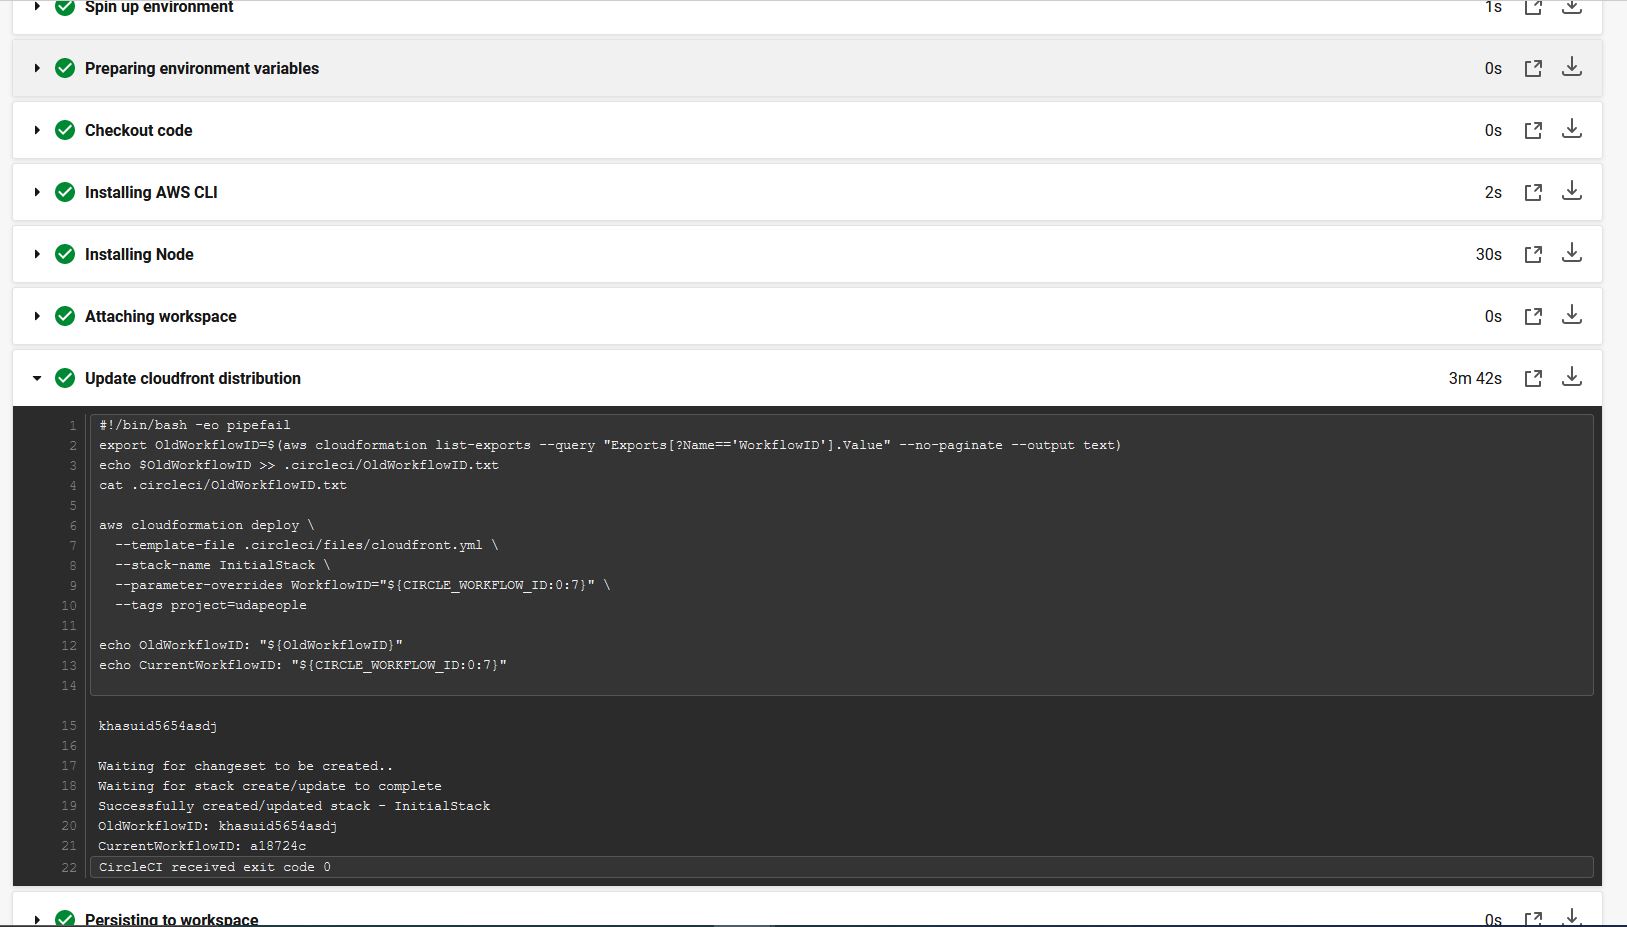 Spin up environment 1s
Preparing environment variables 0s
Checkout code 0s
Installing AWS CLI 2s
Installing Node 30s
Attaching workspace 0s
Update cloudfront distribution 3m 42s
1 #!/bin/bash -eo pipefail
2 export OldWorkflowID=$(aws cloudformation list-exports --query "Exports[?Name=='WorkflowID'].Value" --no-paginate --output text)
3 echo $OldWorkflowID >> .circleci/OldWorkflowID.txt
4 cat .circleci/OldWorkflowID.txt
5
6 aws cloudformation deploy \
7 --template-file .circleci/files/cloudfront.yml \
8 --stack-name InitialStack \
9 --parameter-overrides WorkflowID="${CIRCLE_WORKFLOW_ID:0:7}" \
10 --tags project=udapeople
11
12 echo OldWorkflowID: "${OldWorkflowID}"
13 echo CurrentWorkflowID: "${CIRCLE_WORKFLOW_ID:0:7}"
14
15 khasuid5654asdj
16
17 Waiting for changeset to be created..
18 Waiting for stack create/update to complete
19 Successfully created/updated stack - InitialStack
20 OldWorkflowID: khasuid5654asdj
21 CurrentWorkflowID: a18724c
22 CircleCI received exit code 0
Persisting to workspace 0s